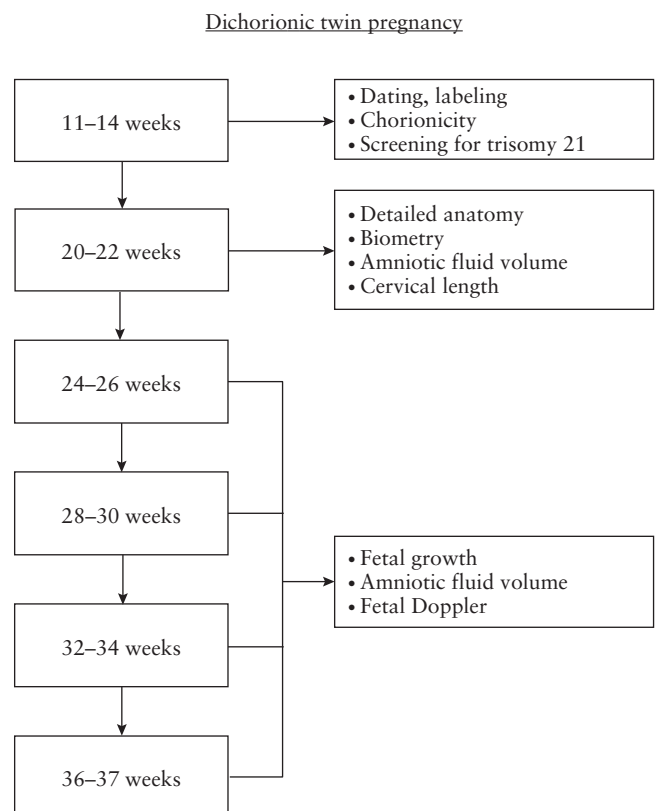 Dichorionic twin pregnancy
11–14 weeks
• Dating, labeling
• Chorionicity
• Screening for trisomy 21
20–22 weeks
• Detailed anatomy
• Biometry
• Amniotic fluid volume
• Cervical length
24–26 weeks
28–30 weeks
• Fetal growth
• Amniotic fluid volume
• Fetal Doppler
32–34 weeks
36–37 weeks